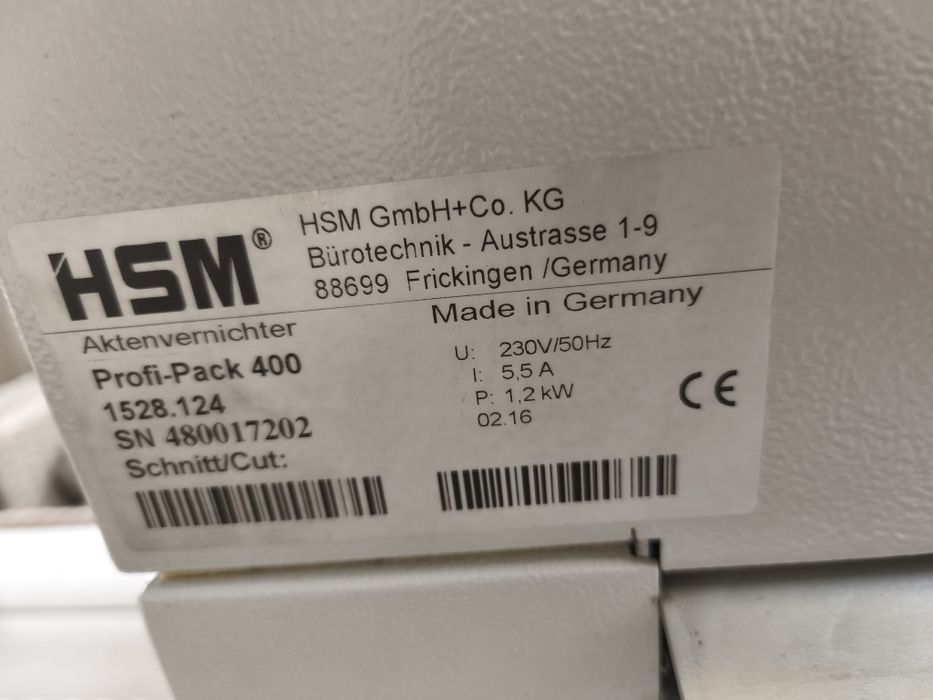 HSM®
HSM GmbH+Co. KG
Bürotechnik - Austrasse 1-9
88699 Frickingen /Germany
Aktenvernichter
Profi-Pack 400
1528.124
SN 480017202
Schnitt/Cut:
Made in Germany
U: 230V/50Hz
I: 5,5 A
P: 1,2 kW
02.16
CE